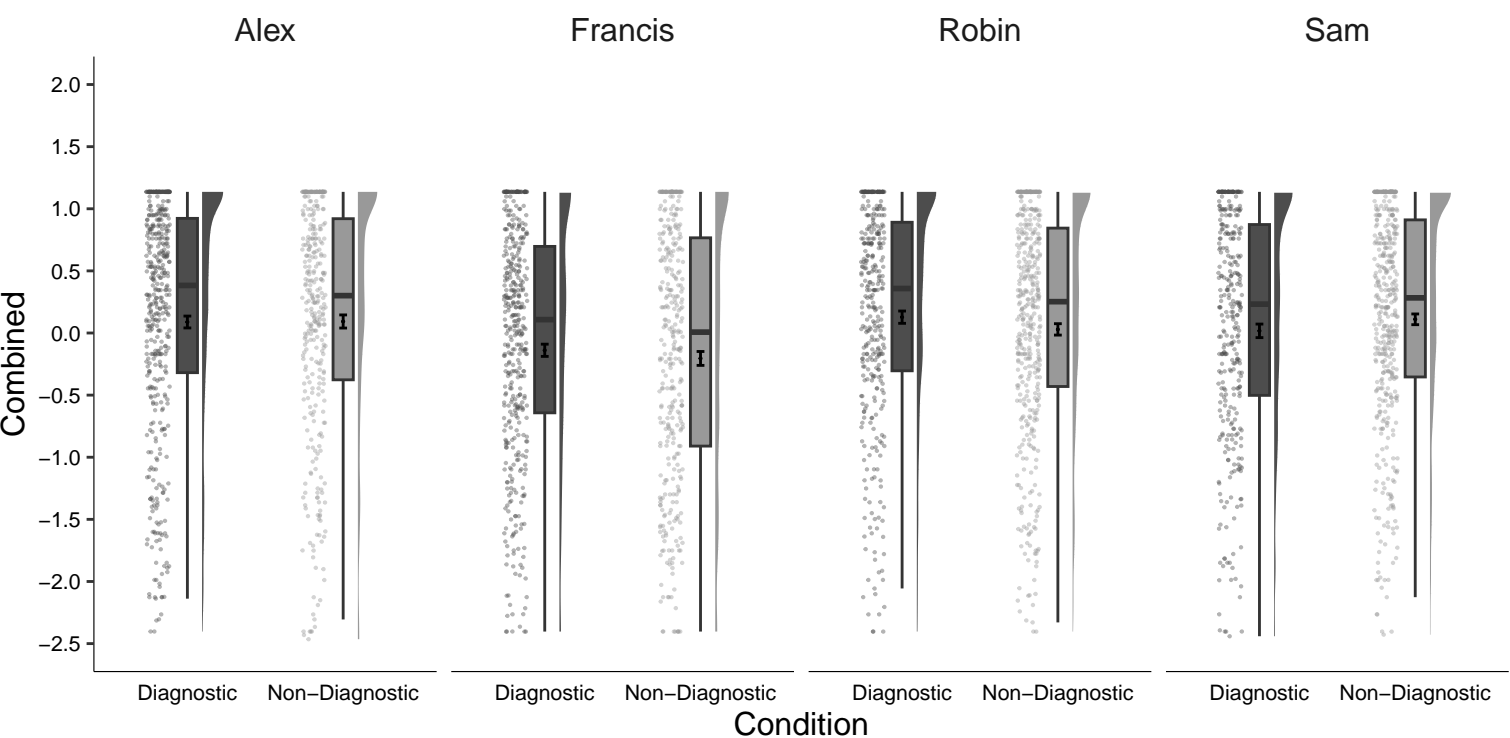 Alex Francis Robin Sam
2.0
1.5
1.0
0.5
0.0
−0.5
−1.0
−1.5
−2.0
−2.5
Combined
Diagnostic Non−Diagnostic Diagnostic Non−Diagnostic Diagnostic Non−Diagnostic Diagnostic Non−Diagnostic
Condition